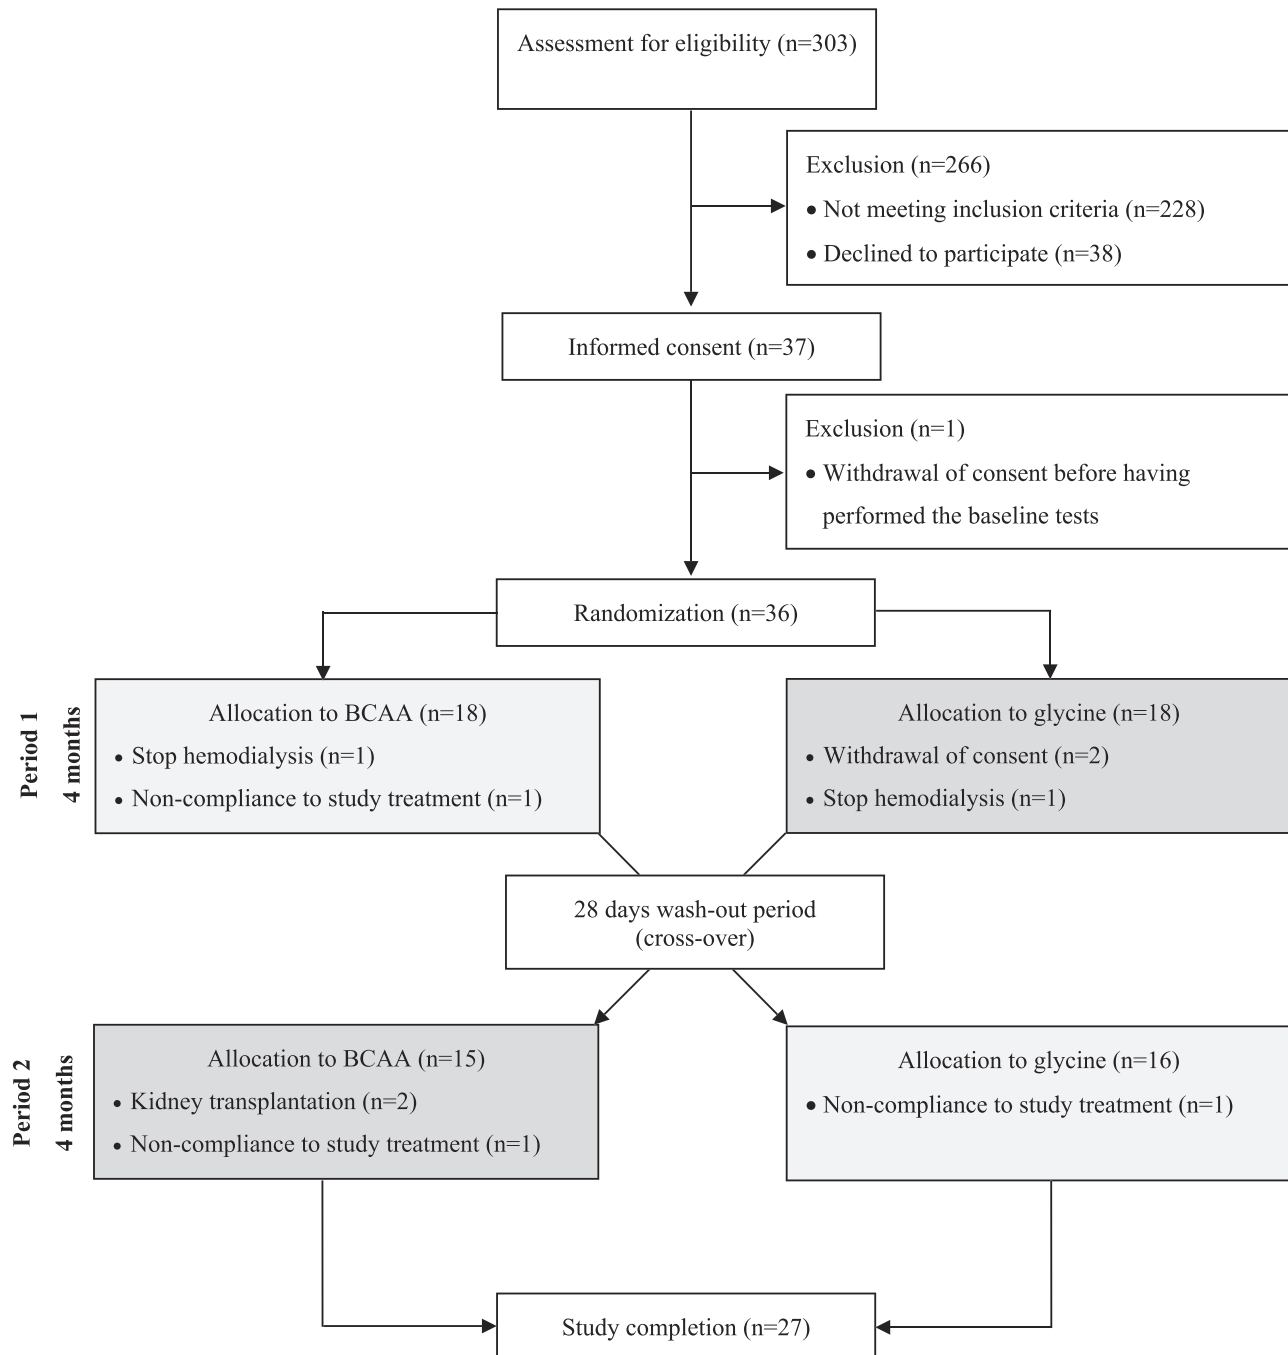 Assessment for eligibility (n=303)
Exclusion (n=266)
• Not meeting inclusion criteria (n=228)
• Declined to participate (n=38)
Informed consent (n=37)
Exclusion (n=1)
• Withdrawal of consent before having
performed the baseline tests
Randomization (n=36)
Period 1
4 months
Allocation to BCAA (n=18)
• Stop hemodialysis (n=1)
• Non-compliance to study treatment (n=1)
Allocation to glycine (n=18)
• Withdrawal of consent (n=2)
• Stop hemodialysis (n=1)
28 days wash-out period
(cross-over)
Period 2
4 months
Allocation to BCAA (n=15)
• Kidney transplantation (n=2)
• Non-compliance to study treatment (n=1)
Allocation to glycine (n=16)
• Non-compliance to study treatment (n=1)
Study completion (n=27)